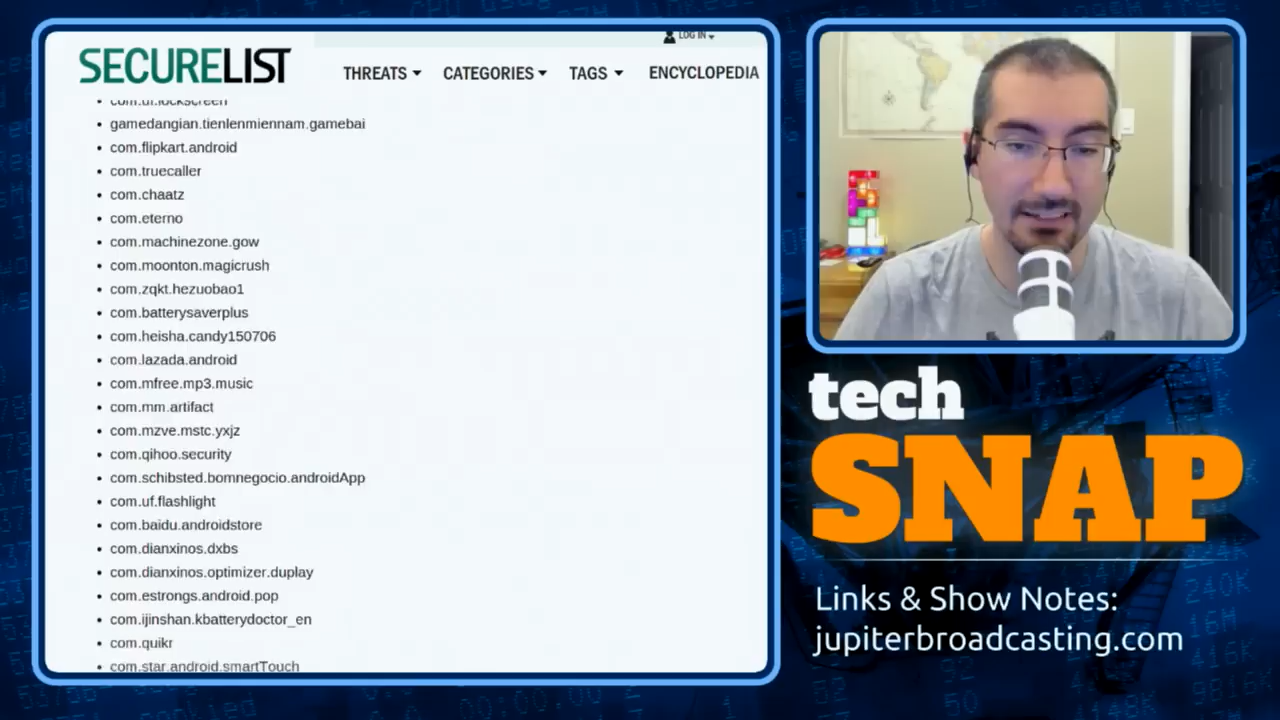 LOG IN
SECURELIST
THREATS
CATEGORIES
TAGS
ENCYCLOPEDIA
com.uf.lockscreen
gamedangian.tienlenmiennam.gamebai
com.flipkart.android
com.truecaller
com.chaatz
com.eterno
com.machinezone.gow
com.moonton.magicrush
com.zqkt.hezuobao1
com.batterysaverplus
com.heisha.candy150706
com.lazada.android
com.mfree.mp3.music
com.mm.artifact
com.mzve.mstc.yxjz
com.qihoo.security
com.schibsted.bomnegocio.androidApp
com.uf.flashlight
com.baidu.androidstore
com.dianxinos.dxbs
com.dianxinos.optimizer.duplay
com.estrongs.android.pop
com.ijinshan.kbatterydoctor_en
com.quikr
com.star.android.smartTouch
tech
SNAP
Links & Show Notes:
jupiterbroadcasting.com